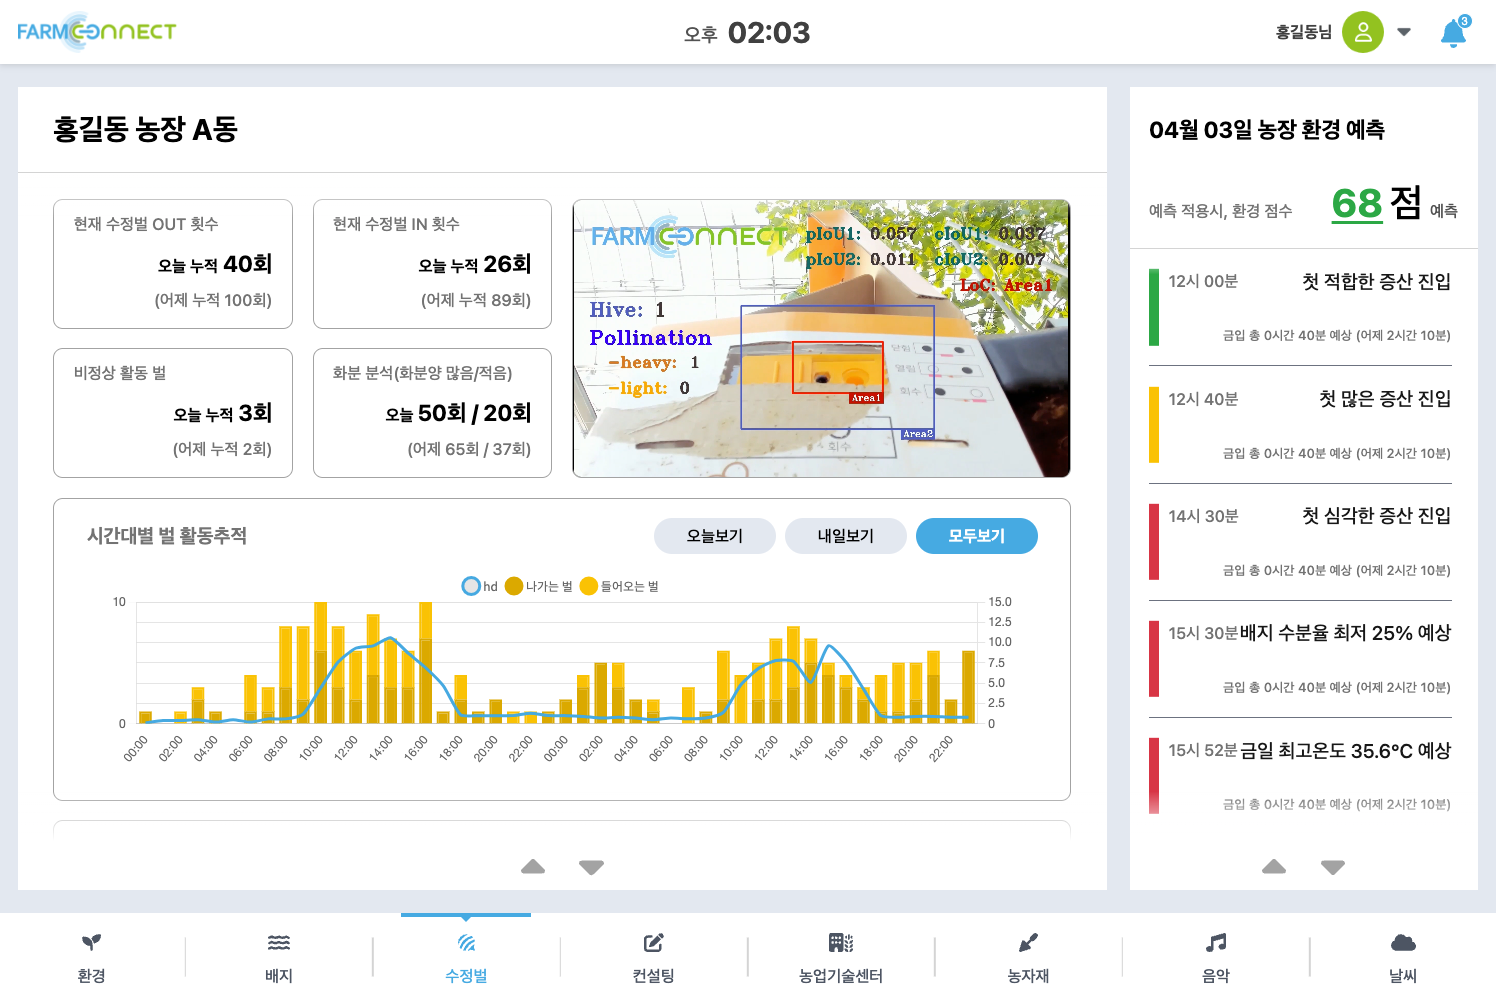 FARMCONNECT
오후 02:03
홍길동님
3
홍길동 농장 A동
현재 수정벌 OUT 횟수
오늘 누적 40회
(어제 누적 100회)
현재 수정벌 IN 횟수
오늘 누적 26회
(어제 누적 89회)
비정상 활동 벌
오늘 누적 3회
(어제 누적 2회)
화분 분석(화분양 많음/적음)
오늘 50회 / 20회
(어제 65회 / 37회)
FARMCONNECT
pIoU1: 0.057 cIoU1: 0.037
pIoU2: 0.011 cIoU2: 0.007
LoC: Area1
Hive: 1
Pollination
-heavy: 1
-light: 0
닫힘
열림
회수
Area1
Area2
회수
시간대별 벌 활동추적
오늘보기
내일보기
모두보기
hd 나가는 벌 들어오는 벌
10
0
15.0
12.5
10.0
7.5
5.0
2.5
0
00:00 02:00 04:00 06:00 08:00 10:00 12:00 14:00 16:00 18:00 20:00 22:00 00:00 02:00 04:00 06:00 08:00 10:00 12:00 14:00 16:00 18:00 20:00 22:00
04월 03일 농장 환경 예측
예측 적용시, 환경 점수 68 점 예측
12시 00분 첫 적합한 증산 진입
금입 총 0시간 40분 예상 (어제 2시간 10분)
12시 40분 첫 많은 증산 진입
금입 총 0시간 40분 예상 (어제 2시간 10분)
14시 30분 첫 심각한 증산 진입
금입 총 0시간 40분 예상 (어제 2시간 10분)
15시 30분 배지 수분율 최저 25% 예상
금입 총 0시간 40분 예상 (어제 2시간 10분)
15시 52분 금일 최고온도 35.6°C 예상
금입 총 0시간 40분 예상 (어제 2시간 10분)
환경
배지
수정벌
컨설팅
농업기술센터
농자재
음악
날씨